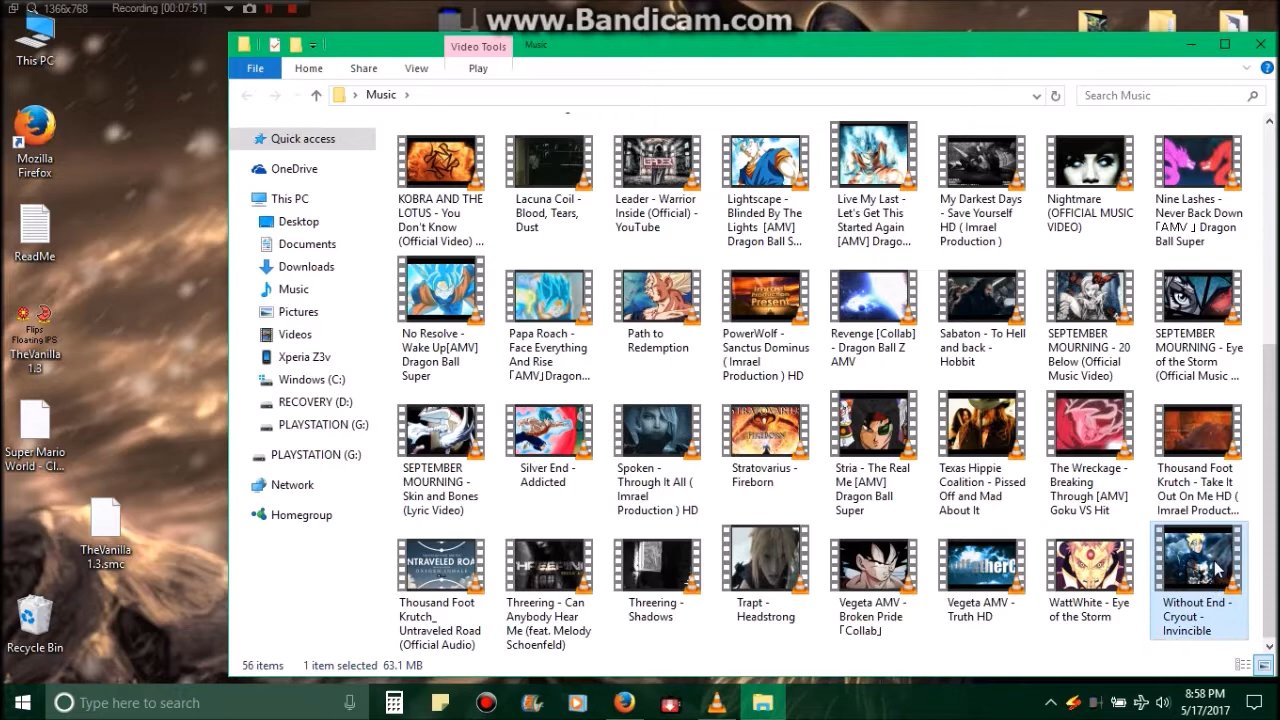 1366x768 Recording [00:07:51]
www.Bandicam.com
This PC
Mozilla
Firefox
ReadMe
Flips
Floating IPS
TheVanilla
1.3
Super Mario
World - Cl...
TheVanilla
1.3.smc
Recycle Bin
Video Tools
Music
File
Home
Share
View
Play
Music
Search Music
Quick access
OneDrive
This PC
Desktop
Documents
Downloads
Music
Pictures
Videos
Xperia Z3v
Windows (C:)
RECOVERY (D:)
PLAYSTATION (G:)
PLAYSTATION (G:)
Network
Homegroup
KOBRA AND THE
LOTUS - You
Don't Know
(Official Video) ...
Lacuna Coil -
Blood, Tears,
Dust
Leader - Warrior
Inside (Official) -
YouTube
Lightscape -
Blinded By The
Lights [AMV]
Dragon Ball S...
Live My Last -
Let's Get This
Started Again
[AMV] Drago...
My Darkest Days
- Save Yourself
HD ( Imrael
Production )
Nightmare
(OFFICIAL MUSIC
VIDEO)
Nine Lashes -
Never Back Down
「AMV 」Dragon
Ball Super
No Resolve -
Wake Up[AMV]
Dragon Ball
Super
Papa Roach -
Face Everything
And Rise
「AMV」Dragon...
Path to
Redemption
PowerWolf -
Sanctus Dominus
( Imrael
Production ) HD
Revenge [Collab]
- Dragon Ball Z
AMV
Sabaton - To Hell
and back -
Hobbit
SEPTEMBER
MOURNING - 20
Below (Official
Music Video)
SEPTEMBER
MOURNING - Eye
of the Storm
(Official Music ...
SEPTEMBER
MOURNING -
Skin and Bones
(Lyric Video)
Silver End -
Addicted
Spoken -
Through It All (
Imrael
Production ) HD
Stratovarius -
Fireborn
Stria - The Real
Me [AMV]
Dragon Ball
Super
Texas Hippie
Coalition - Pissed
Off and Mad
About It
The Wreckage -
Breaking
Through [AMV]
Goku VS Hit
Thousand Foot
Krutch - Take It
Out On Me HD (
Imrael Product...
Thousand Foot
Krutch_
Untraveled Road
(Official Audio)
Threering - Can
Anybody Hear
Me (feat. Melody
Schoenfeld)
Threering -
Shadows
Trapt -
Headstrong
Vegeta AMV -
Broken Pride
「Collab」
Vegeta AMV -
Truth HD
WattWhite - Eye
of the Storm
Without End -
Cryout -
Invincible
56 items 1 item selected 63.1 MB
Type here to search
8:58 PM
5/17/2017